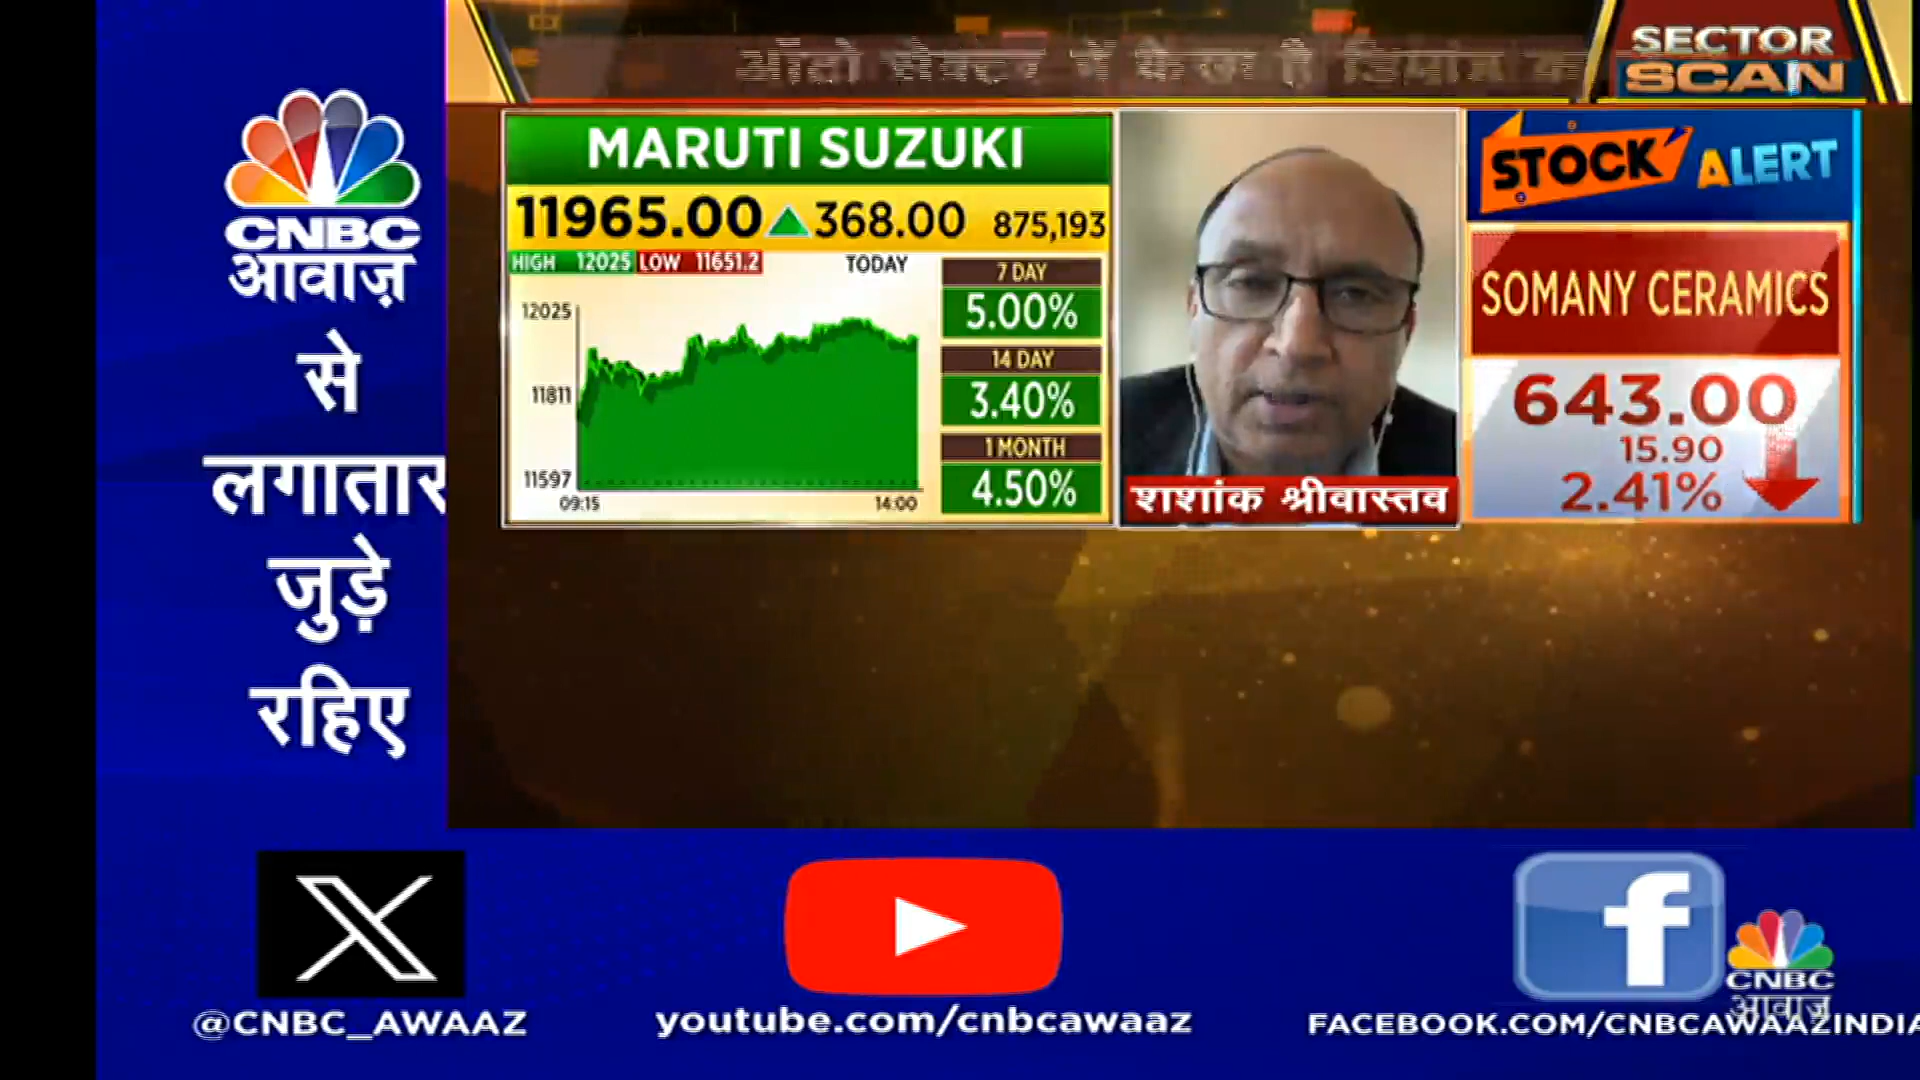 SECTOR
SCAN
CNBC
आवाज़
से
लगातार
जुड़े
रहिए
MARUTI SUZUKI
11965.00 368.00 875,193
HIGH 12025 LOW 11651.2 TODAY
12025
11811
11597
09:15 14:00
7 DAY
5.00%
14 DAY
3.40%
1 MONTH
4.50%
शशांक श्रीवास्तव
STOCK ALERT
SOMANY CERAMICS
643.00
15.90
2.41%
@CNBC_AWAAZ
youtube.com/cnbcawaaz
FACEBOOK.COM/CNBCAWAAZINDIA
CNBC
आवाज़